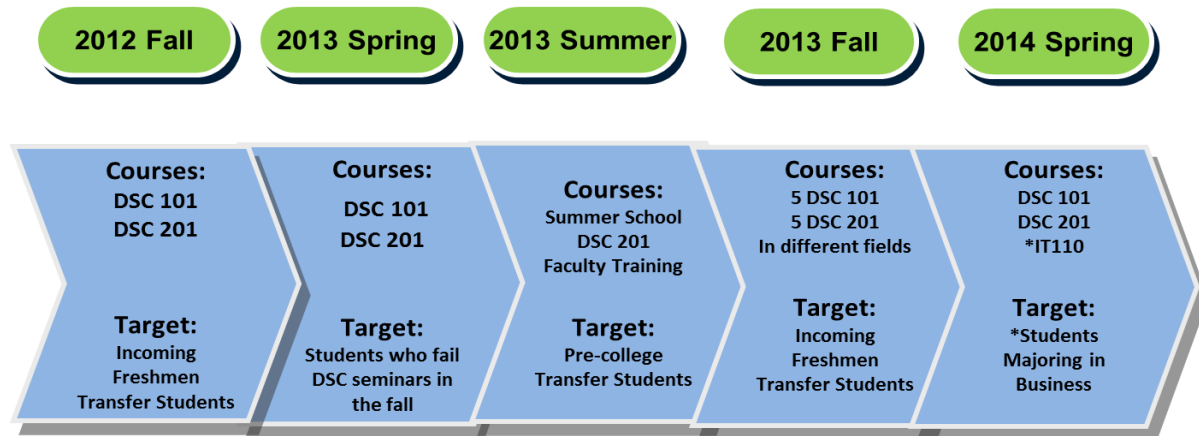 2012 Fall
2013 Spring
2013 Summer
2013 Fall
2014 Spring
Courses:
DSC 101
DSC 201
Target:
Incoming
Freshmen
Transfer Students
Courses:
DSC 101
DSC 201
Target:
Students who fail
DSC seminars in
the fall
Courses:
Summer School
DSC 201
Faculty Training
Target:
Pre-college
Transfer Students
Courses:
5 DSC 101
5 DSC 201
In different fields
Target:
Incoming
Freshmen
Transfer Students
Courses:
DSC 101
DSC 201
*IT110
Target:
*Students
Majoring in
Business